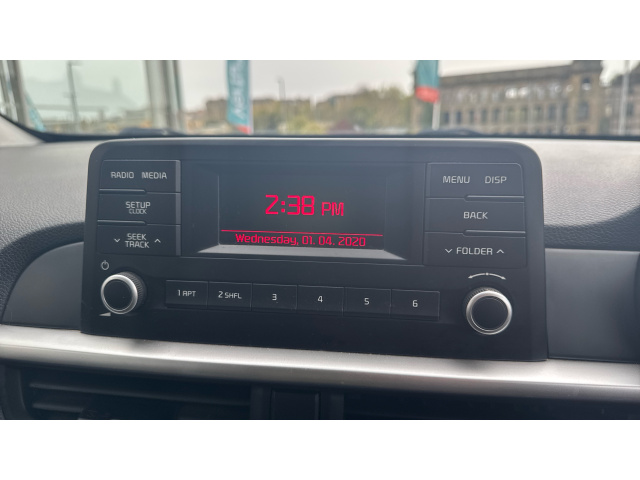 RADIO MEDIA
SETUP
CLOCK
SEEK
TRACK
2:38 PM
Wednesday, 01. 04. 2020
MENU DISP
BACK
FOLDER
1 RPT 2 SHFL 3 4 5 6